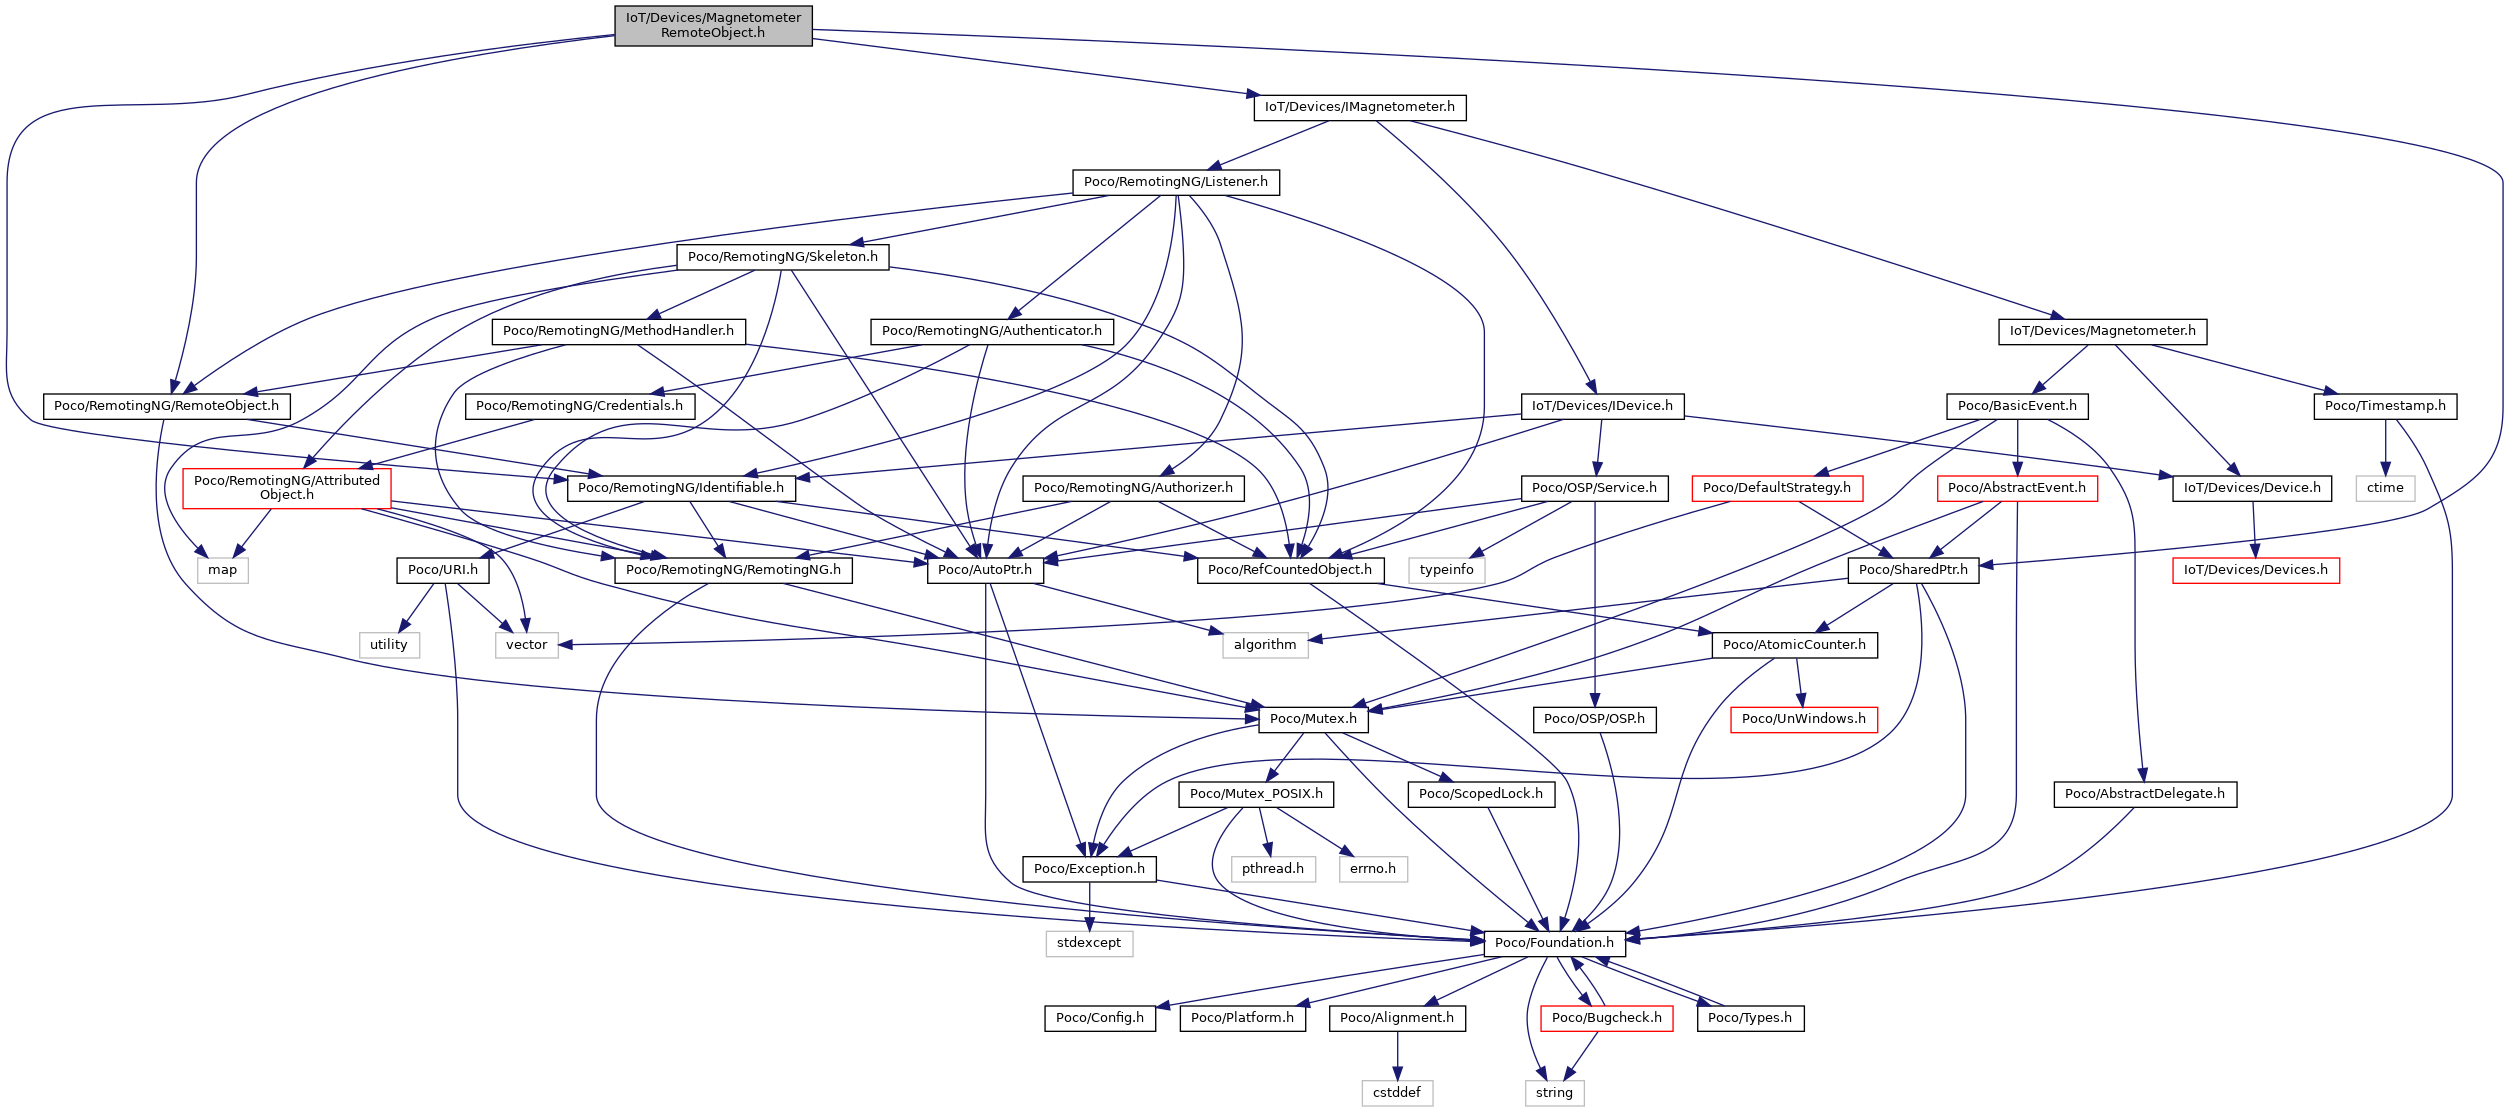 IoT/Devices/Magnetometer
RemoteObject.h
IoT/Devices/IMagnetometer.h
Poco/RemotingNG/Listener.h
Poco/RemotingNG/Skeleton.h
Poco/RemotingNG/MethodHandler.h
Poco/RemotingNG/Authenticator.h
IoT/Devices/Magnetometer.h
Poco/RemotingNG/RemoteObject.h
Poco/RemotingNG/Credentials.h
IoT/Devices/IDevice.h
Poco/BasicEvent.h
Poco/Timestamp.h
Poco/RemotingNG/Attributed
Object.h
Poco/RemotingNG/Identifiable.h
Poco/RemotingNG/Authorizer.h
Poco/OSP/Service.h
Poco/DefaultStrategy.h
Poco/AbstractEvent.h
IoT/Devices/Device.h
ctime
map
Poco/URI.h
Poco/RemotingNG/RemotingNG.h
Poco/AutoPtr.h
Poco/RefCountedObject.h
typeinfo
Poco/SharedPtr.h
IoT/Devices/Devices.h
utility
vector
algorithm
Poco/AtomicCounter.h
Poco/Mutex.h
Poco/OSP/OSP.h
Poco/UnWindows.h
Poco/Mutex_POSIX.h
Poco/ScopedLock.h
Poco/AbstractDelegate.h
Poco/Exception.h
pthread.h
errno.h
stdexcept
Poco/Foundation.h
Poco/Config.h
Poco/Platform.h
Poco/Alignment.h
Poco/Bugcheck.h
Poco/Types.h
cstddef
string